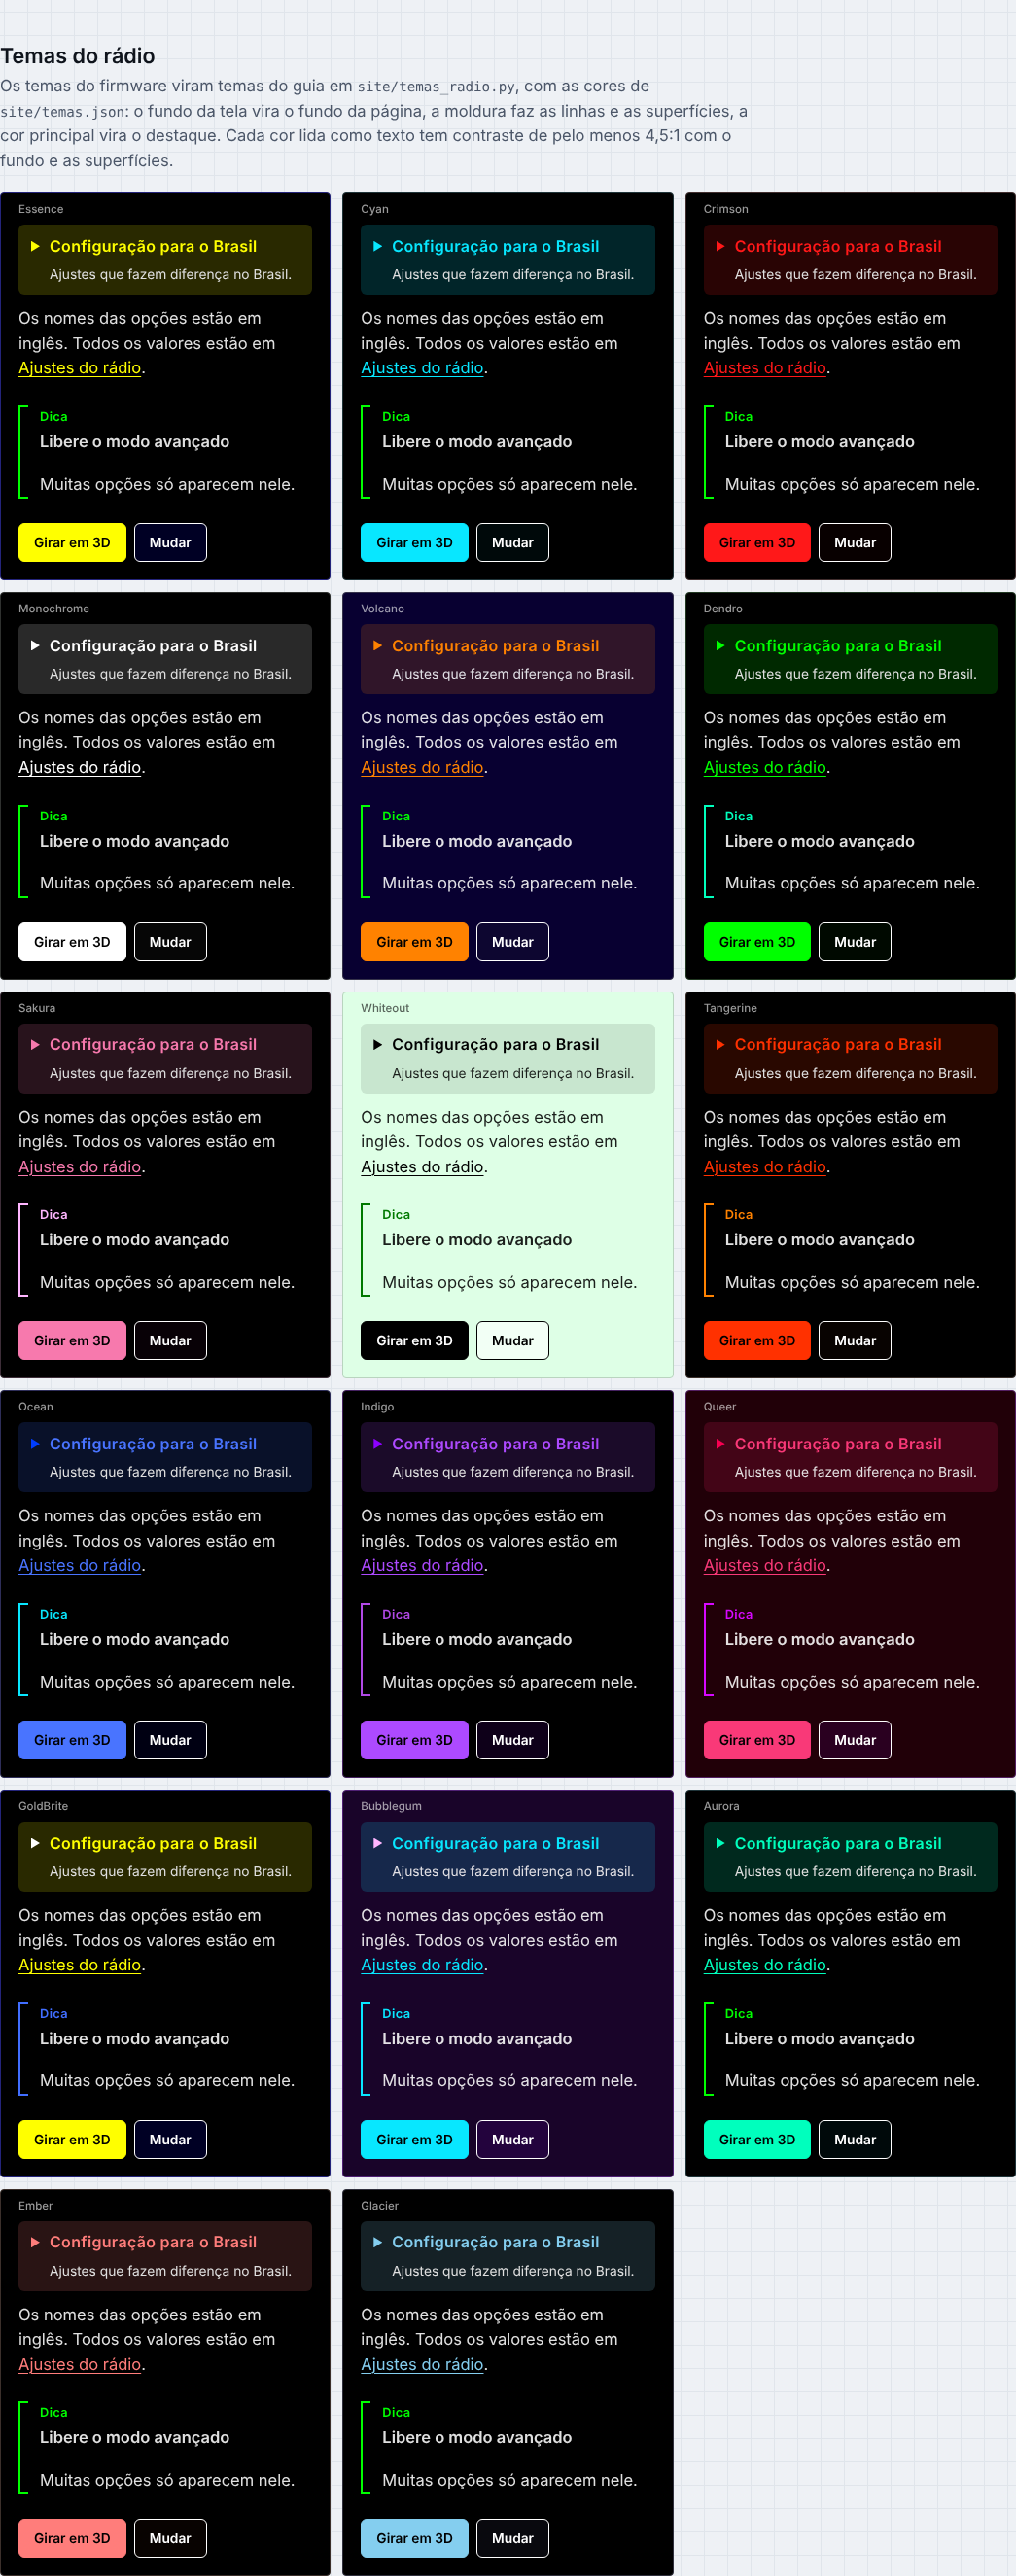 Temas do rádio
Os temas do firmware viram temas do guia em site/temas_radio.py, com as cores de
site/temas.json: o fundo da tela vira o fundo da página, a moldura faz as linhas e as superfícies, a
cor principal vira o destaque. Cada cor lida como texto tem contraste de pelo menos 4,5:1 com o
fundo e as superfícies.
Essence
Configuração para o Brasil
Ajustes que fazem diferença no Brasil.
Os nomes das opções estão em
inglês. Todos os valores estão em
Ajustes do rádio.
Dica
Libere o modo avançado
Muitas opções só aparecem nele.
Girar em 3D
Mudar
Cyan
Configuração para o Brasil
Ajustes que fazem diferença no Brasil.
Os nomes das opções estão em
inglês. Todos os valores estão em
Ajustes do rádio.
Dica
Libere o modo avançado
Muitas opções só aparecem nele.
Girar em 3D
Mudar
Crimson
Configuração para o Brasil
Ajustes que fazem diferença no Brasil.
Os nomes das opções estão em
inglês. Todos os valores estão em
Ajustes do rádio.
Dica
Libere o modo avançado
Muitas opções só aparecem nele.
Girar em 3D
Mudar
Monochrome
Configuração para o Brasil
Ajustes que fazem diferença no Brasil.
Os nomes das opções estão em
inglês. Todos os valores estão em
Ajustes do rádio.
Dica
Libere o modo avançado
Muitas opções só aparecem nele.
Girar em 3D
Mudar
Volcano
Configuração para o Brasil
Ajustes que fazem diferença no Brasil.
Os nomes das opções estão em
inglês. Todos os valores estão em
Ajustes do rádio.
Dica
Libere o modo avançado
Muitas opções só aparecem nele.
Girar em 3D
Mudar
Dendro
Configuração para o Brasil
Ajustes que fazem diferença no Brasil.
Os nomes das opções estão em
inglês. Todos os valores estão em
Ajustes do rádio.
Dica
Libere o modo avançado
Muitas opções só aparecem nele.
Girar em 3D
Mudar
Sakura
Configuração para o Brasil
Ajustes que fazem diferença no Brasil.
Os nomes das opções estão em
inglês. Todos os valores estão em
Ajustes do rádio.
Dica
Libere o modo avançado
Muitas opções só aparecem nele.
Girar em 3D
Mudar
Whiteout
Configuração para o Brasil
Ajustes que fazem diferença no Brasil.
Os nomes das opções estão em
inglês. Todos os valores estão em
Ajustes do rádio.
Dica
Libere o modo avançado
Muitas opções só aparecem nele.
Girar em 3D
Mudar
Tangerine
Configuração para o Brasil
Ajustes que fazem diferença no Brasil.
Os nomes das opções estão em
inglês. Todos os valores estão em
Ajustes do rádio.
Dica
Libere o modo avançado
Muitas opções só aparecem nele.
Girar em 3D
Mudar
Ocean
Configuração para o Brasil
Ajustes que fazem diferença no Brasil.
Os nomes das opções estão em
inglês. Todos os valores estão em
Ajustes do rádio.
Dica
Libere o modo avançado
Muitas opções só aparecem nele.
Girar em 3D
Mudar
Indigo
Configuração para o Brasil
Ajustes que fazem diferença no Brasil.
Os nomes das opções estão em
inglês. Todos os valores estão em
Ajustes do rádio.
Dica
Libere o modo avançado
Muitas opções só aparecem nele.
Girar em 3D
Mudar
Queer
Configuração para o Brasil
Ajustes que fazem diferença no Brasil.
Os nomes das opções estão em
inglês. Todos os valores estão em
Ajustes do rádio.
Dica
Libere o modo avançado
Muitas opções só aparecem nele.
Girar em 3D
Mudar
GoldBrite
Configuração para o Brasil
Ajustes que fazem diferença no Brasil.
Os nomes das opções estão em
inglês. Todos os valores estão em
Ajustes do rádio.
Dica
Libere o modo avançado
Muitas opções só aparecem nele.
Girar em 3D
Mudar
Bubblegum
Configuração para o Brasil
Ajustes que fazem diferença no Brasil.
Os nomes das opções estão em
inglês. Todos os valores estão em
Ajustes do rádio.
Dica
Libere o modo avançado
Muitas opções só aparecem nele.
Girar em 3D
Mudar
Aurora
Configuração para o Brasil
Ajustes que fazem diferença no Brasil.
Os nomes das opções estão em
inglês. Todos os valores estão em
Ajustes do rádio.
Dica
Libere o modo avançado
Muitas opções só aparecem nele.
Girar em 3D
Mudar
Ember
Configuração para o Brasil
Ajustes que fazem diferença no Brasil.
Os nomes das opções estão em
inglês. Todos os valores estão em
Ajustes do rádio.
Dica
Libere o modo avançado
Muitas opções só aparecem nele.
Girar em 3D
Mudar
Glacier
Configuração para o Brasil
Ajustes que fazem diferença no Brasil.
Os nomes das opções estão em
inglês. Todos os valores estão em
Ajustes do rádio.
Dica
Libere o modo avançado
Muitas opções só aparecem nele.
Girar em 3D
Mudar